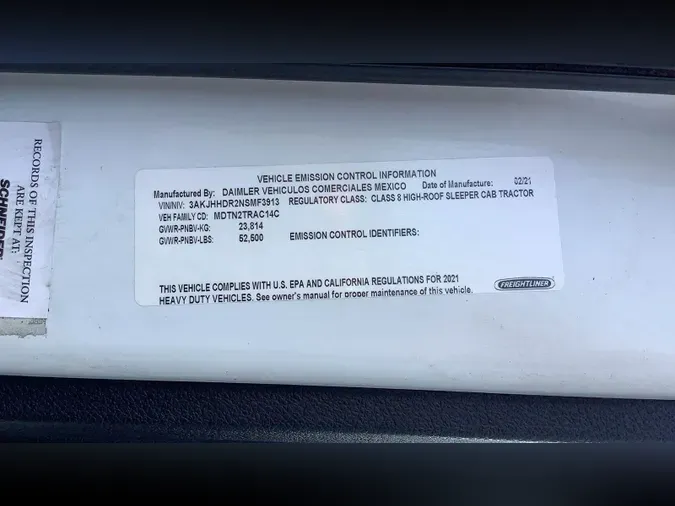 RECORDS OF THIS INSPECTION
ARE KEPT AT:
SCHNEIDER
VEHICLE EMISSION CONTROL INFORMATION
Manufactured By: DAIMLER VEHICULOS COMERCIALES MEXICO Date of Manufacture: 02/21
VIN/NIV: 3AKJHHDR2NSMF3913 REGULATORY CLASS: CLASS 8 HIGH-ROOF SLEEPER CAB TRACTOR
VEH FAMILY CD: MDTN2TRAC14C
GVWR-PNBV-KG: 23,814
GVWR-PNBV-LBS: 52,500 EMISSION CONTROL IDENTIFIERS:
THIS VEHICLE COMPLIES WITH U.S. EPA AND CALIFORNIA REGULATIONS FOR 2021
HEAVY DUTY VEHICLES. See owner's manual for proper maintenance of this vehicle.
FREIGHTLINER